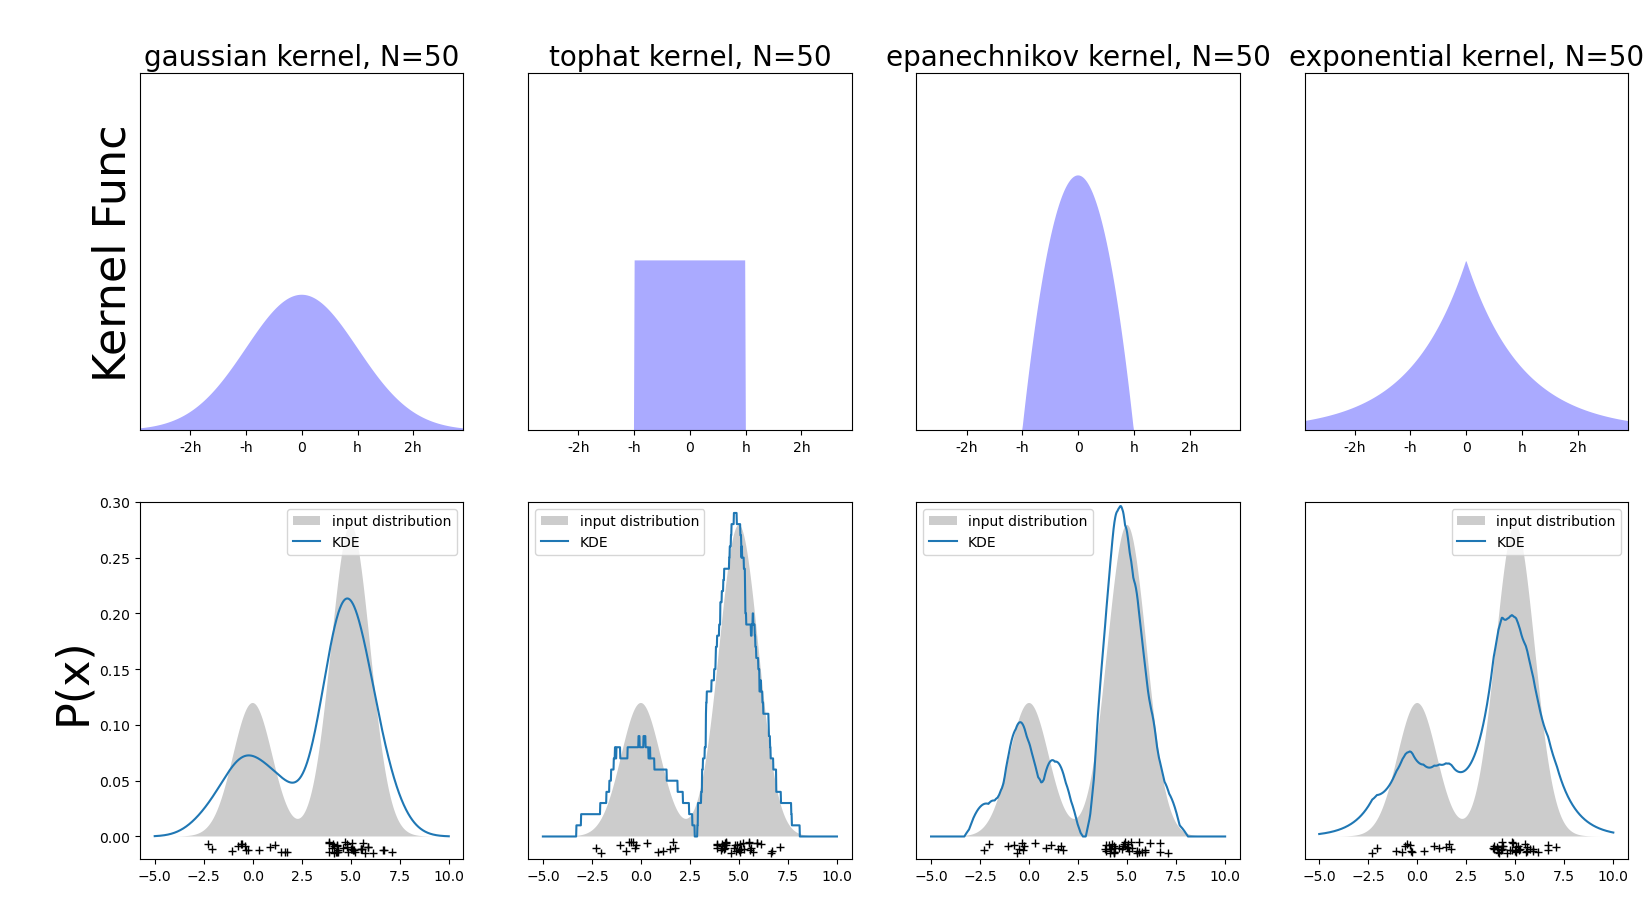 gaussian kernel, N=50
tophat kernel, N=50
epanechnikov kernel, N=50
exponential kernel, N=50
Kernel Func
-2h -h 0 h 2h
-2h -h 0 h 2h
-2h -h 0 h 2h
-2h -h 0 h 2h
P(x)
0.30
0.25
0.20
0.15
0.10
0.05
0.00
input distribution
KDE
−5.0 −2.5 0.0 2.5 5.0 7.5 10.0
input distribution
KDE
−5.0 −2.5 0.0 2.5 5.0 7.5 10.0
input distribution
KDE
−5.0 −2.5 0.0 2.5 5.0 7.5 10.0
input distribution
KDE
−5.0 −2.5 0.0 2.5 5.0 7.5 10.0